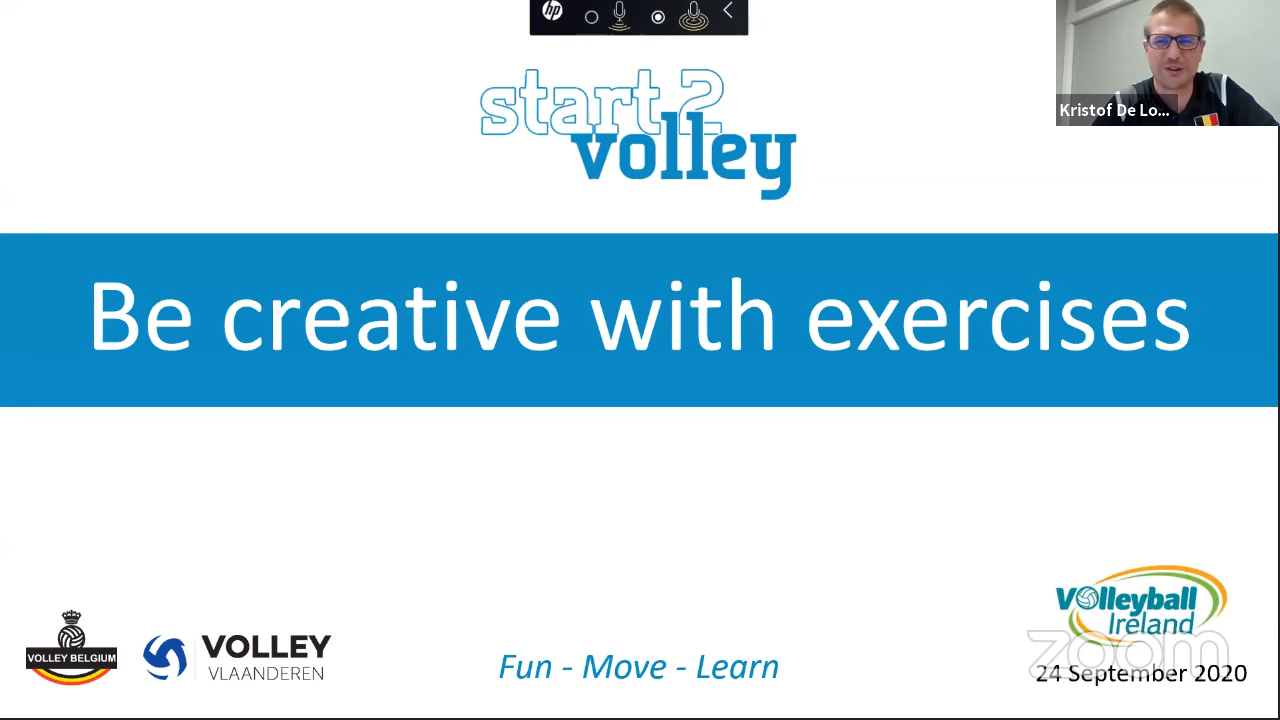 hp
start 2
volley
Kristof De Lo...
Be creative with exercises
VOLLEY BELGIUM
VOLLEY
VLAANDEREN
Fun - Move - Learn
Volleyball
Ireland
zoom
24 September 2020